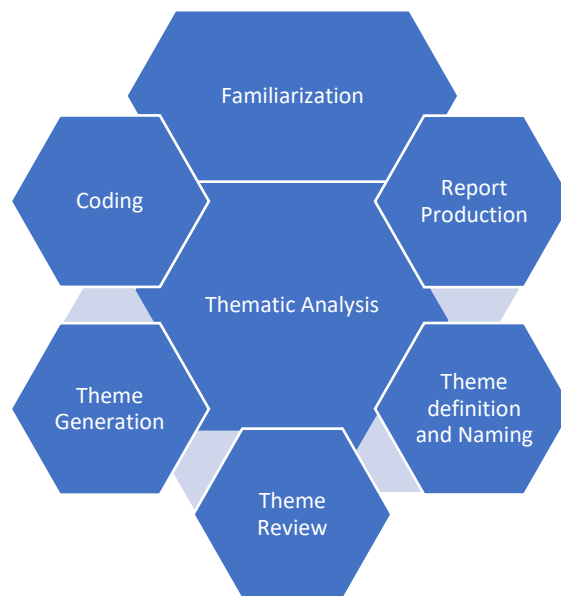 Familiarization
Coding
Report
Production
Thematic Analysis
Theme
Generation
Theme
definition
and Naming
Theme
Review